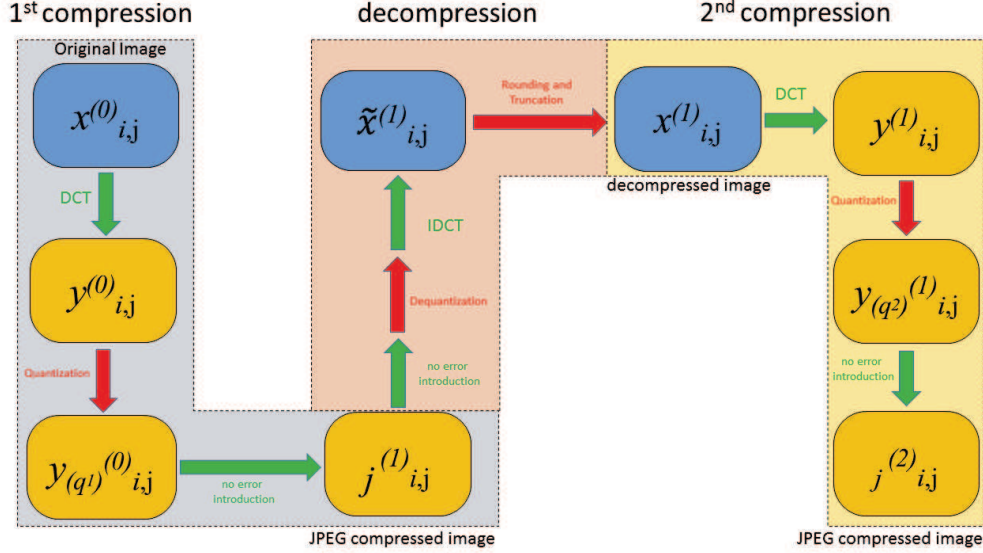 1st compression
decompression
2nd compression
Original Image
x(0)i,j
DCT
y(0)i,j
Quantization
y(q1)(0)i,j
no error
introduction
j(1)i,j
JPEG compressed image
no error
introduction
Dequantization
IDCT
x̃(1)i,j
Rounding and
Truncation
x(1)i,j
decompressed image
DCT
y(1)i,j
Quantization
y(q2)(1)i,j
no error
introduction
j(2)i,j
JPEG compressed image